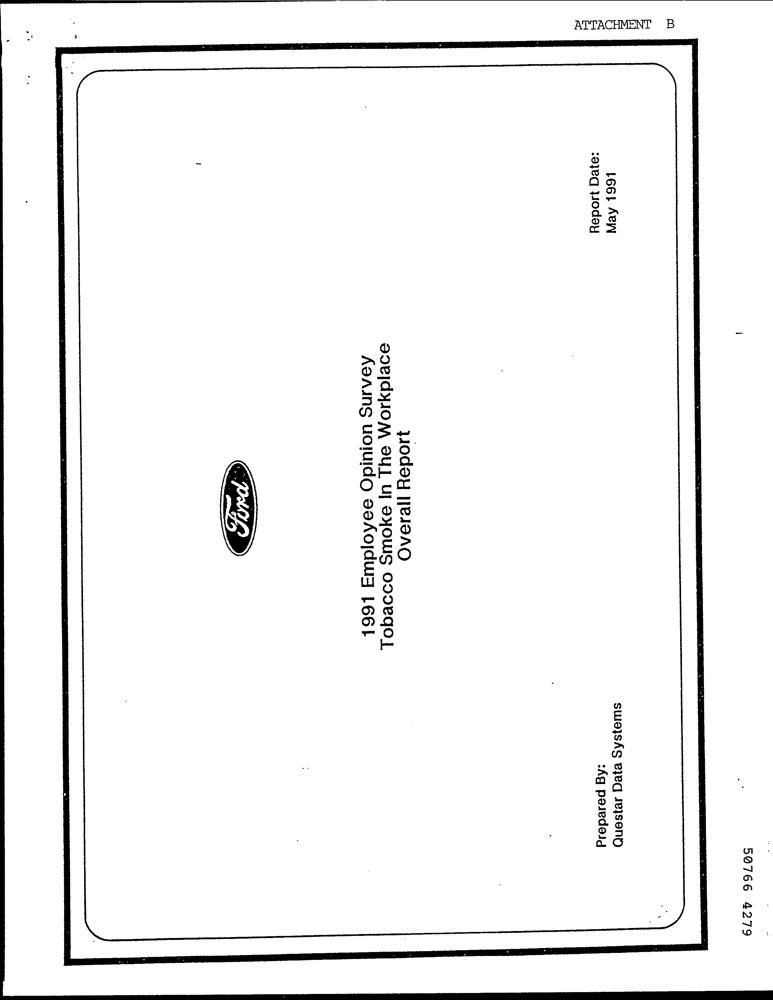 ATTACHMENT B
Ford
1991 Employee Opinion Survey
Tobacco Smoke In The Workplace
Overall Report
Prepared By:
Questar Data Systems
Report Date:
May 1991
50766 4279